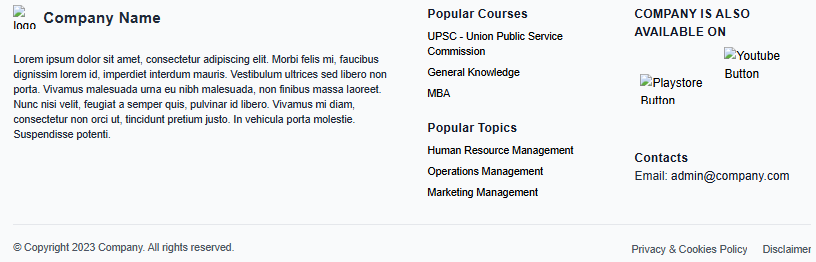 logo
Company Name
Lorem ipsum dolor sit amet, consectetur adipiscing elit. Morbi felis mi, faucibus
dignissim lorem id, imperdiet interdum mauris. Vestibulum ultrices sed libero non
porta. Vivamus malesuada urna eu nibh malesuada, non finibus massa laoreet.
Nunc nisi velit, feugiat a semper quis, pulvinar id libero. Vivamus mi diam,
consectetur non orci ut, tincidunt pretium justo. In vehicula porta molestie.
Suspendisse potenti.
Popular Courses
UPSC - Union Public Service
Commission
General Knowledge
MBA
Popular Topics
Human Resource Management
Operations Management
Marketing Management
COMPANY IS ALSO
AVAILABLE ON
Playstore
Button
Youtube
Button
Contacts
Email: admin@company.com
© Copyright 2023 Company. All rights reserved.
Privacy & Cookies Policy
Disclaimer